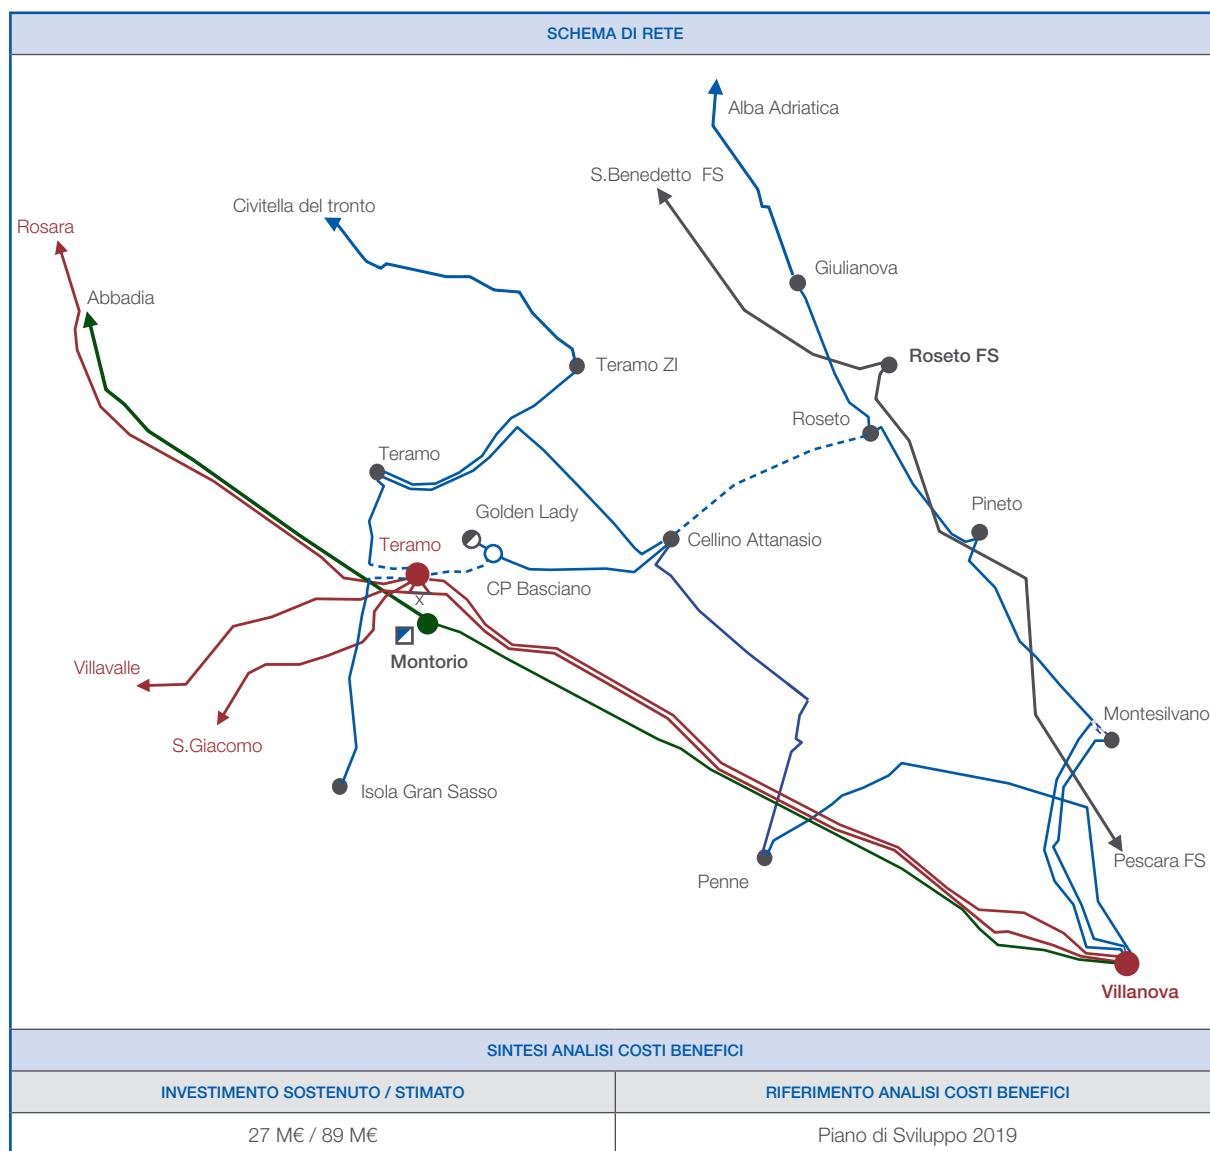 SCHEMA DI RETE
Alba Adriatica
S.Benedetto FS
Civitella del tronto
Rosara
Giulianova
Abbadia
Roseto FS
Teramo ZI
Roseto
Teramo
Pineto
Golden Lady
Teramo
Cellino Attanasio
CP Basciano
X
Montorio
Villavalle
Montesilvano
S.Giacomo
Isola Gran Sasso
Pescara FS
Penne
Villanova
SINTESI ANALISI COSTI BENEFICI
INVESTIMENTO SOSTENUTO / STIMATO
RIFERIMENTO ANALISI COSTI BENEFICI
27 M€ / 89 M€
Piano di Sviluppo 2019